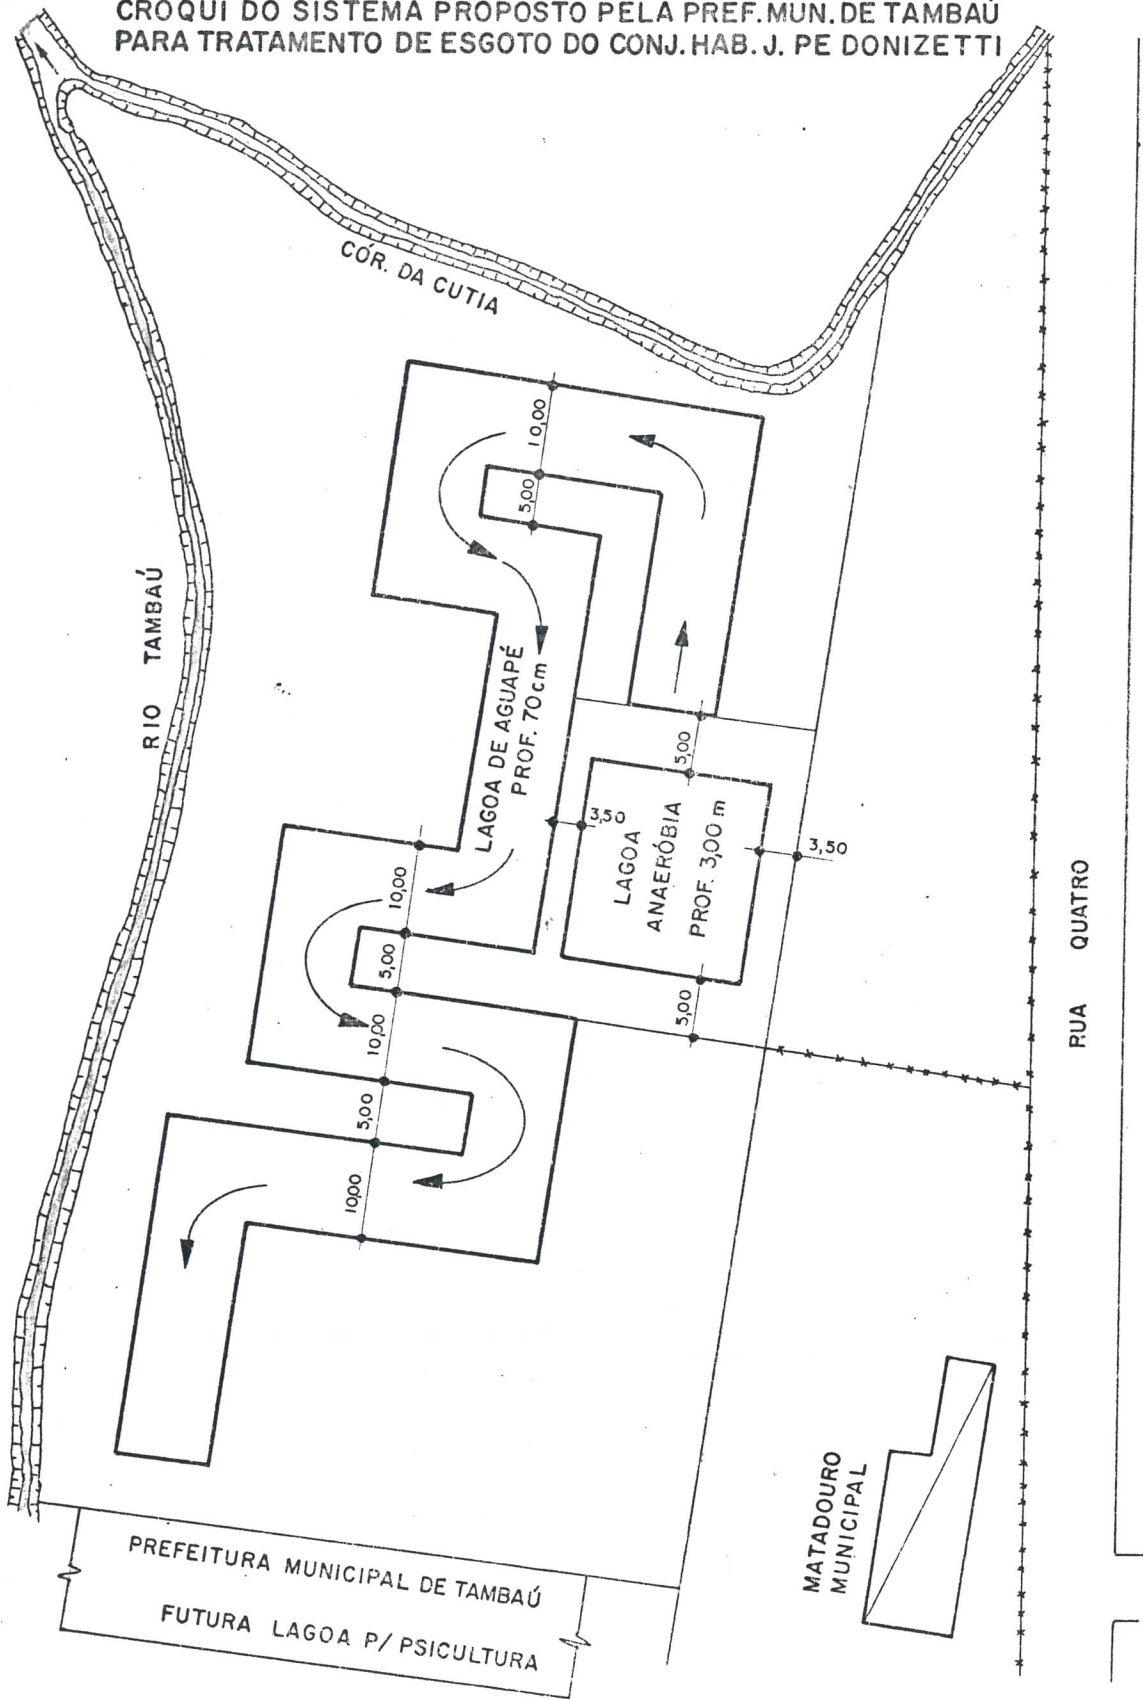 CROQUI DO SISTEMA PROPOSTO PELA PREF. MUN. DE TAMBAÚ
PARA TRATAMENTO DE ESGOTO DO CONJ. HAB. J. PE DONIZETTI
CÓR. DA CUTIA
RIO TAMBAÚ
10,00
5,00
LAGOA DE AGUAPÉ
PROF. 70cm
5,00
3,50
LAGOA
ANAERÓBIA
PROF. 3,00 m
3,50
5,00
10,00
5,00
10,00
5,00
10,00
RUA QUATRO
MATADOURO
MUNICIPAL
PREFEITURA MUNICIPAL DE TAMBAÚ
FUTURA LAGOA P/ PSICULTURA